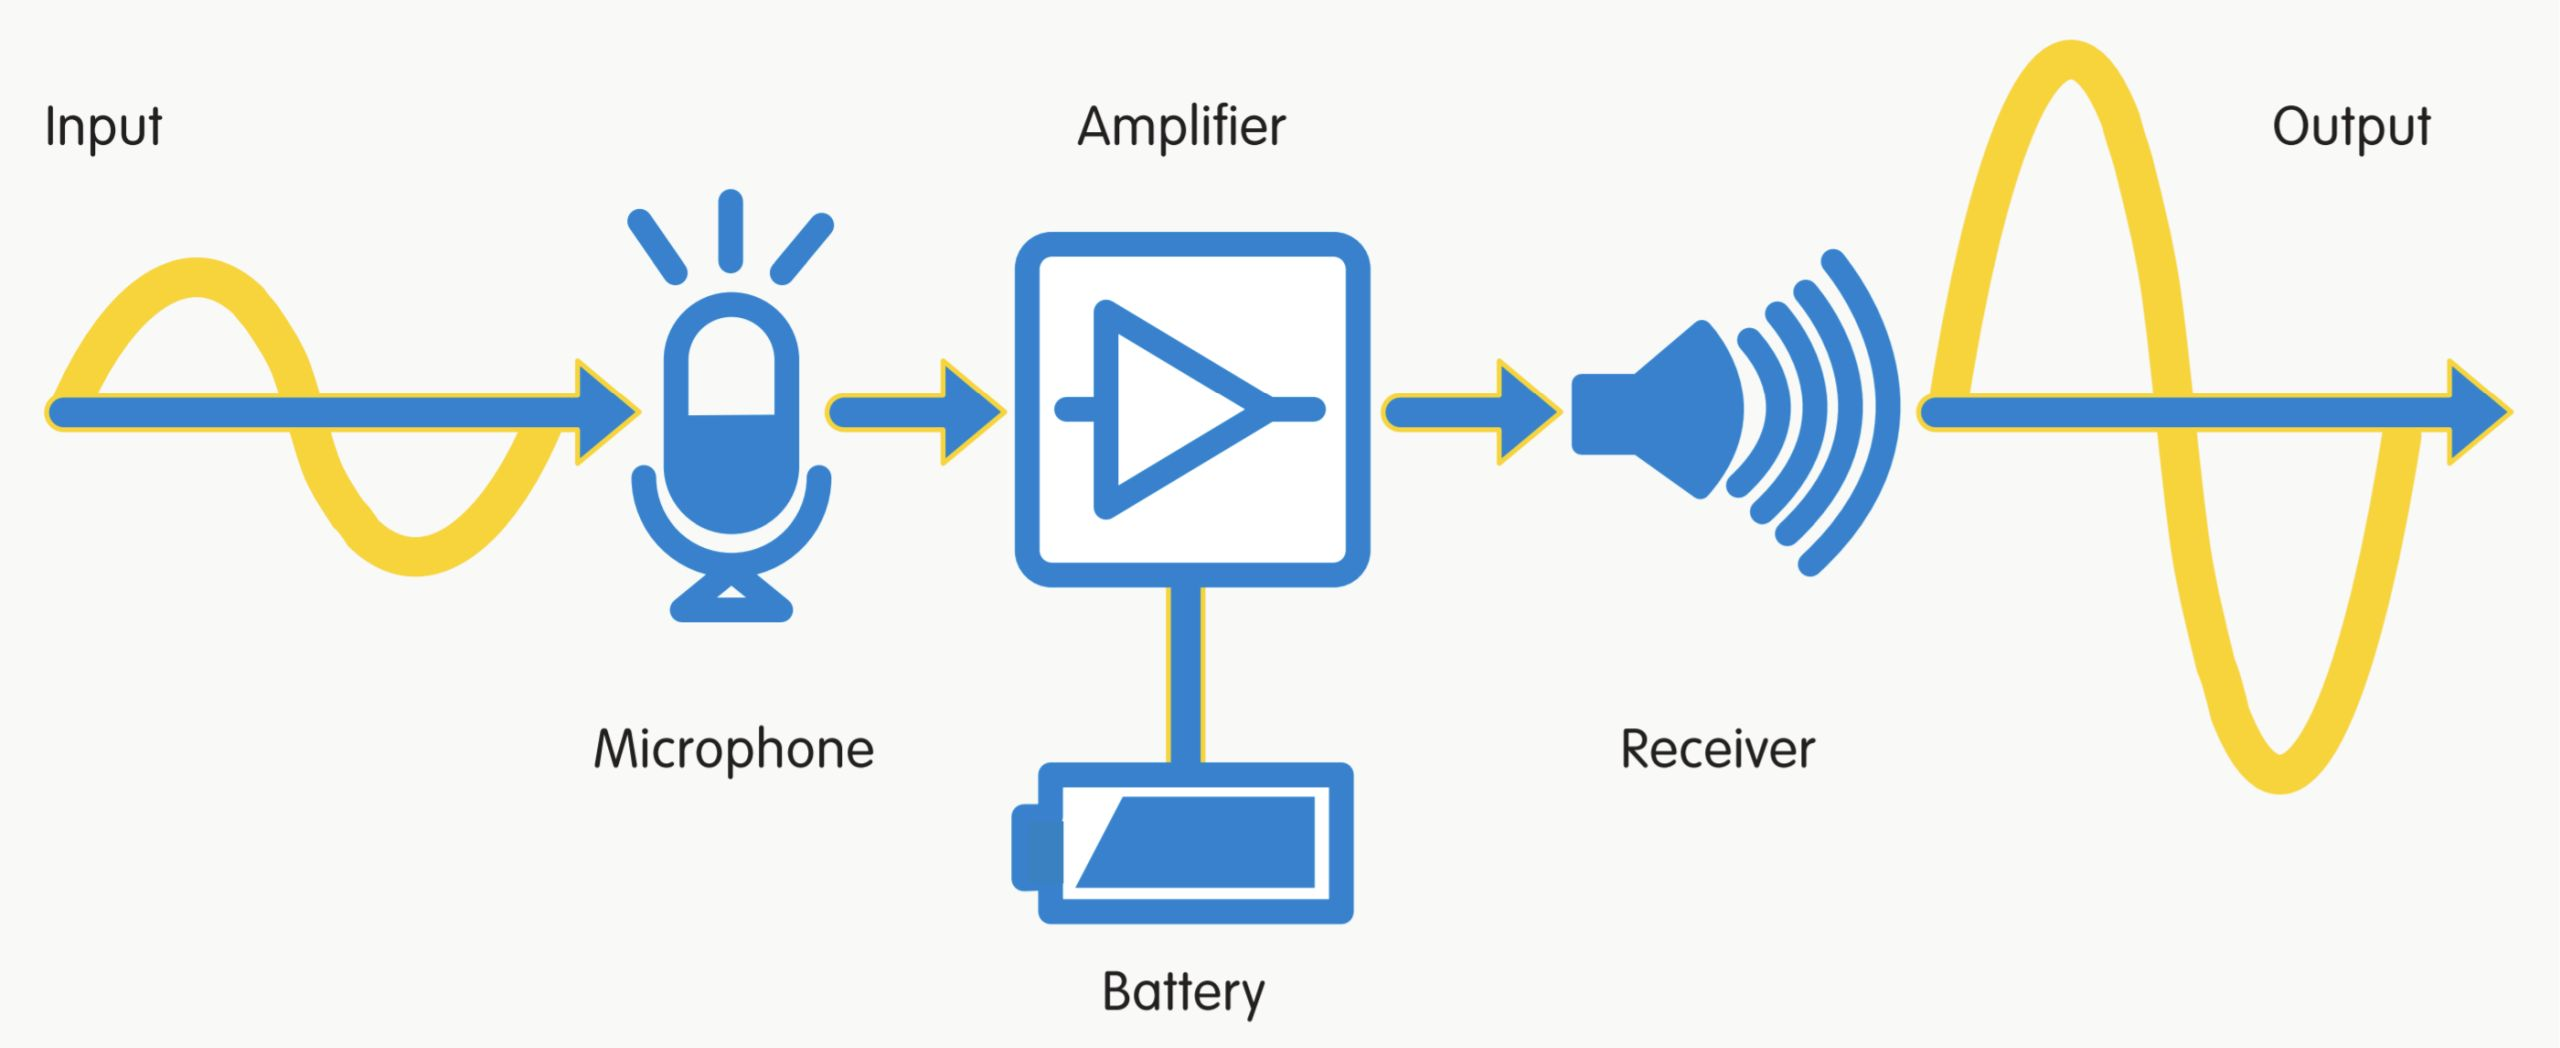 Input
Amplifier
Output
Microphone
Receiver
Battery